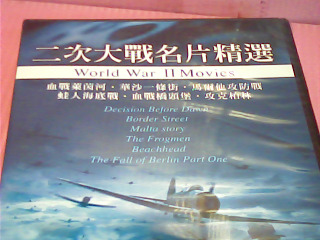 二次大戰名片精選
World War II Movies
血戰萊茵河·華沙一條街·馬爾他攻防戰
蛙人海底戰·血戰橋頭堡·攻克柏林
Decision Before Dawn
Border Street
Malta story
The Frogmen
Beachhead
The Fall of Berlin Part One